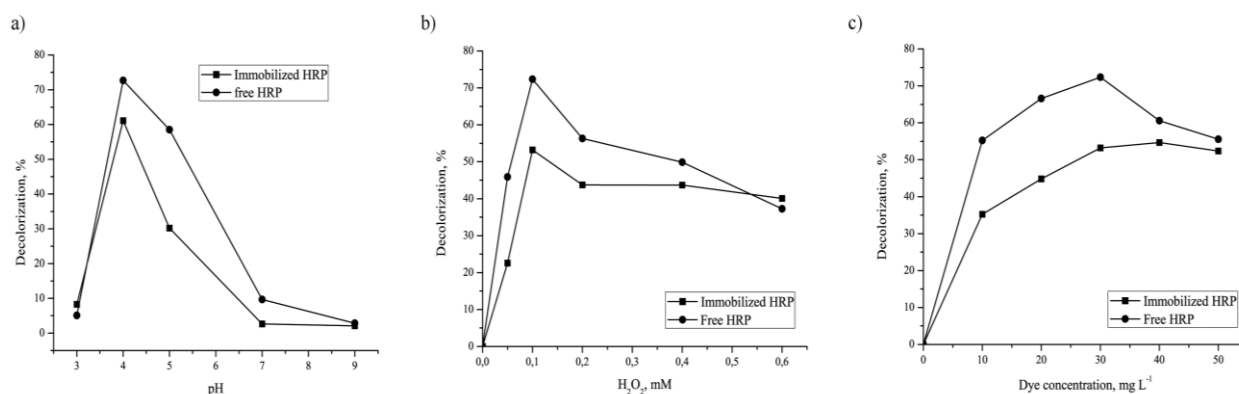 a)
80
70
60
50
40
30
20
10
0
Decolorization, %
Immobilized HRP
free HRP
3 4 5 6 7 8 9
pH
b)
80
70
60
50
40
30
20
10
0
Decolorization, %
Immobilized HRP
Free HRP
0,0 0,1 0,2 0,3 0,4 0,5 0,6
H₂O₂, mM
c)
80
70
60
50
40
30
20
10
0
Decolorization, %
Immobilized HRP
Free HRP
0 10 20 30 40 50
Dye concentration, mg L⁻¹